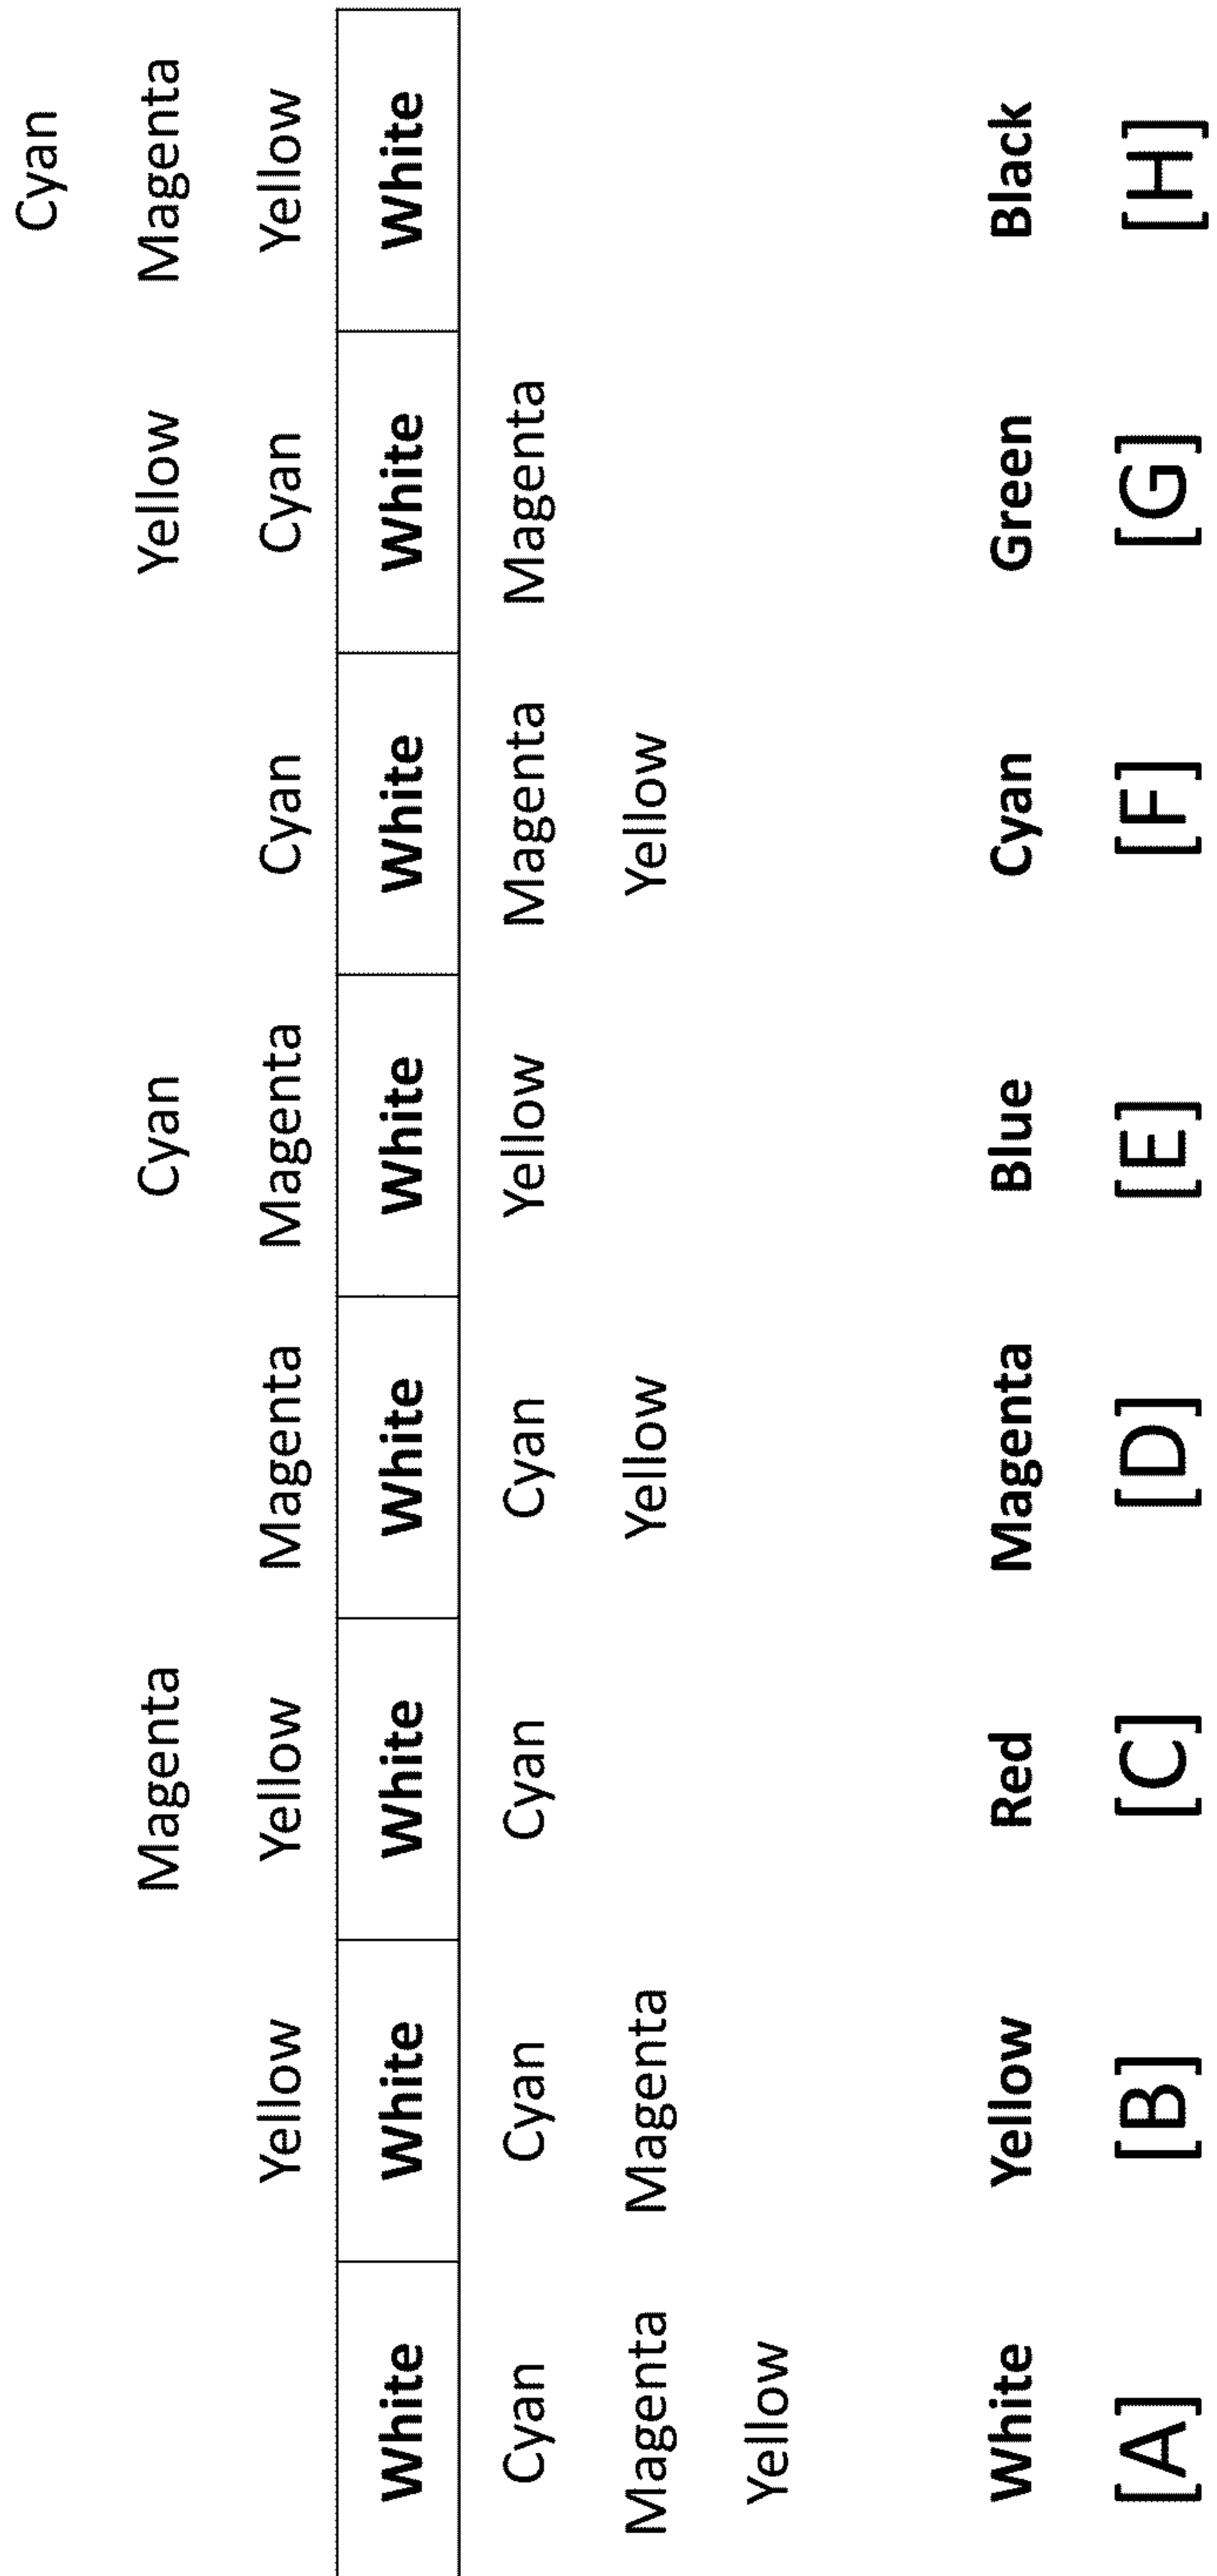 Cyan
Magenta Cyan Yellow Magenta
Yellow Yellow Magenta Magenta Cyan Cyan Yellow
White White White White White White White White
Cyan Cyan Cyan Cyan Yellow Magenta Magenta
Magenta Magenta Yellow Yellow
Yellow
White Yellow Red Magenta Blue Cyan Green Black
[A] [B] [C] [D] [E] [F] [G] [H]